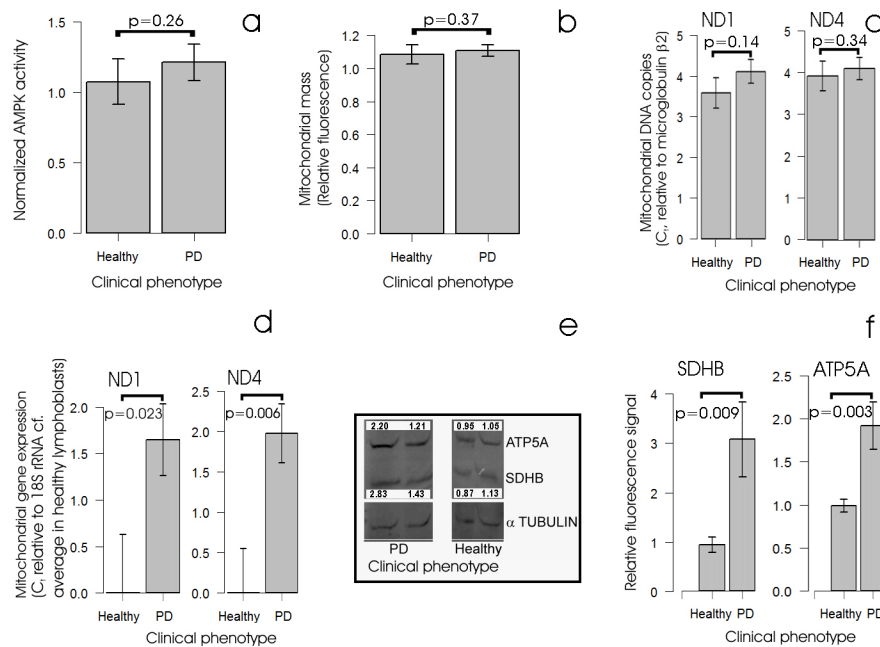 a
p=0.26
Normalized AMPK activity
1.5
1.0
0.5
0.0
Healthy PD
Clinical phenotype
b
p=0.37
Mitochondrial mass
(Relative fluorescence)
1.2
1.0
0.8
0.6
0.4
0.2
0.0
Healthy PD
Clinical phenotype
c
ND1
p=0.14
Mitochondrial DNA copies
(Cₜ, relative to microglobulin β2)
5
4
3
2
1
0
Healthy PD
ND4
p=0.34
5
4
3
2
1
0
Healthy PD
Clinical phenotype
d
ND1
p=0.023
Mitochondrial gene expression
(Cₜ relative to 18S rRNA cf.
average in healthy lymphoblasts)
2.0
1.5
1.0
0.5
0.0
Healthy PD
ND4
p=0.006
2.5
2.0
1.5
1.0
0.5
0.0
Healthy PD
Clinical phenotype
e
2.20 1.21 0.95 1.05
ATP5A
SDHB
2.83 1.43 0.87 1.13
α TUBULIN
PD Healthy
Clinical phenotype
f
SDHB
p=0.009
Relative fluorescence signal
4
3
2
1
0
Healthy PD
ATP5A
p=0.003
2.5
2.0
1.5
1.0
0.5
0.0
Healthy PD
Clinical phenotype